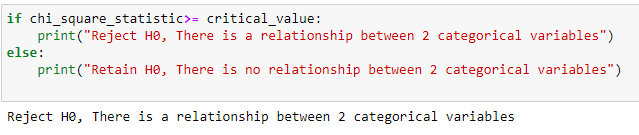 if chi_square_statistic>= critical_value:
    print("Reject H0, There is a relationship between 2 categorical variables")
else:
    print("Retain H0, There is no relationship between 2 categorical variables")
Reject H0, There is a relationship between 2 categorical variables